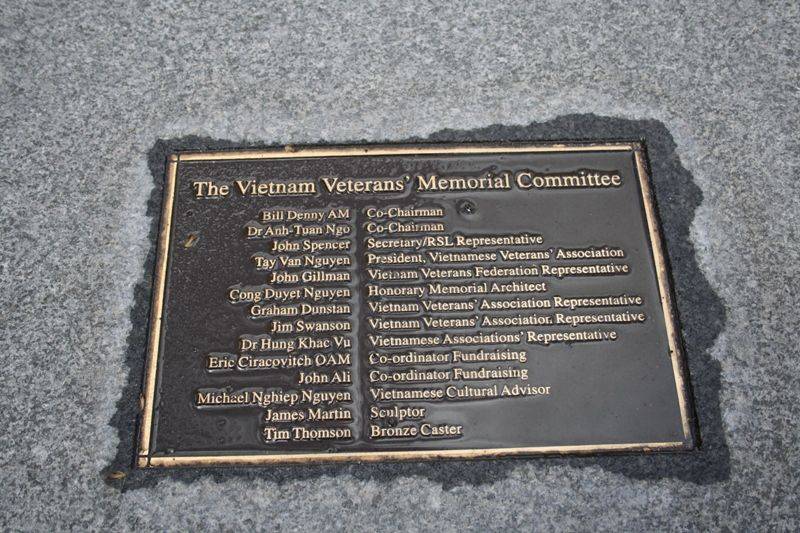 The Vietnam Veterans' Memorial Committee
Bill Denny AM Co-Chairman
Dr Anh-Tuan Ngo Co-Chairman
John Spencer Secretary/RSL Representative
Tay Van Nguyen President, Vietnamese Veterans' Association
John Gillman Vietnam Veterans Federation Representative
Cong Duyet Nguyen Honorary Memorial Architect
Graham Dunstan Vietnam Veterans' Association Representative
Jim Swanson Vietnam Veterans' Association Representative
Dr Hung Khac Vu Vietnamese Associations' Representative
Eric Ciracovitch OAM Co-ordinator Fundraising
John Ali Co-ordinator Fundraising
Michael Nghiep Nguyen Vietnamese Cultural Advisor
James Martin Sculptor
Tim Thomson Bronze Caster